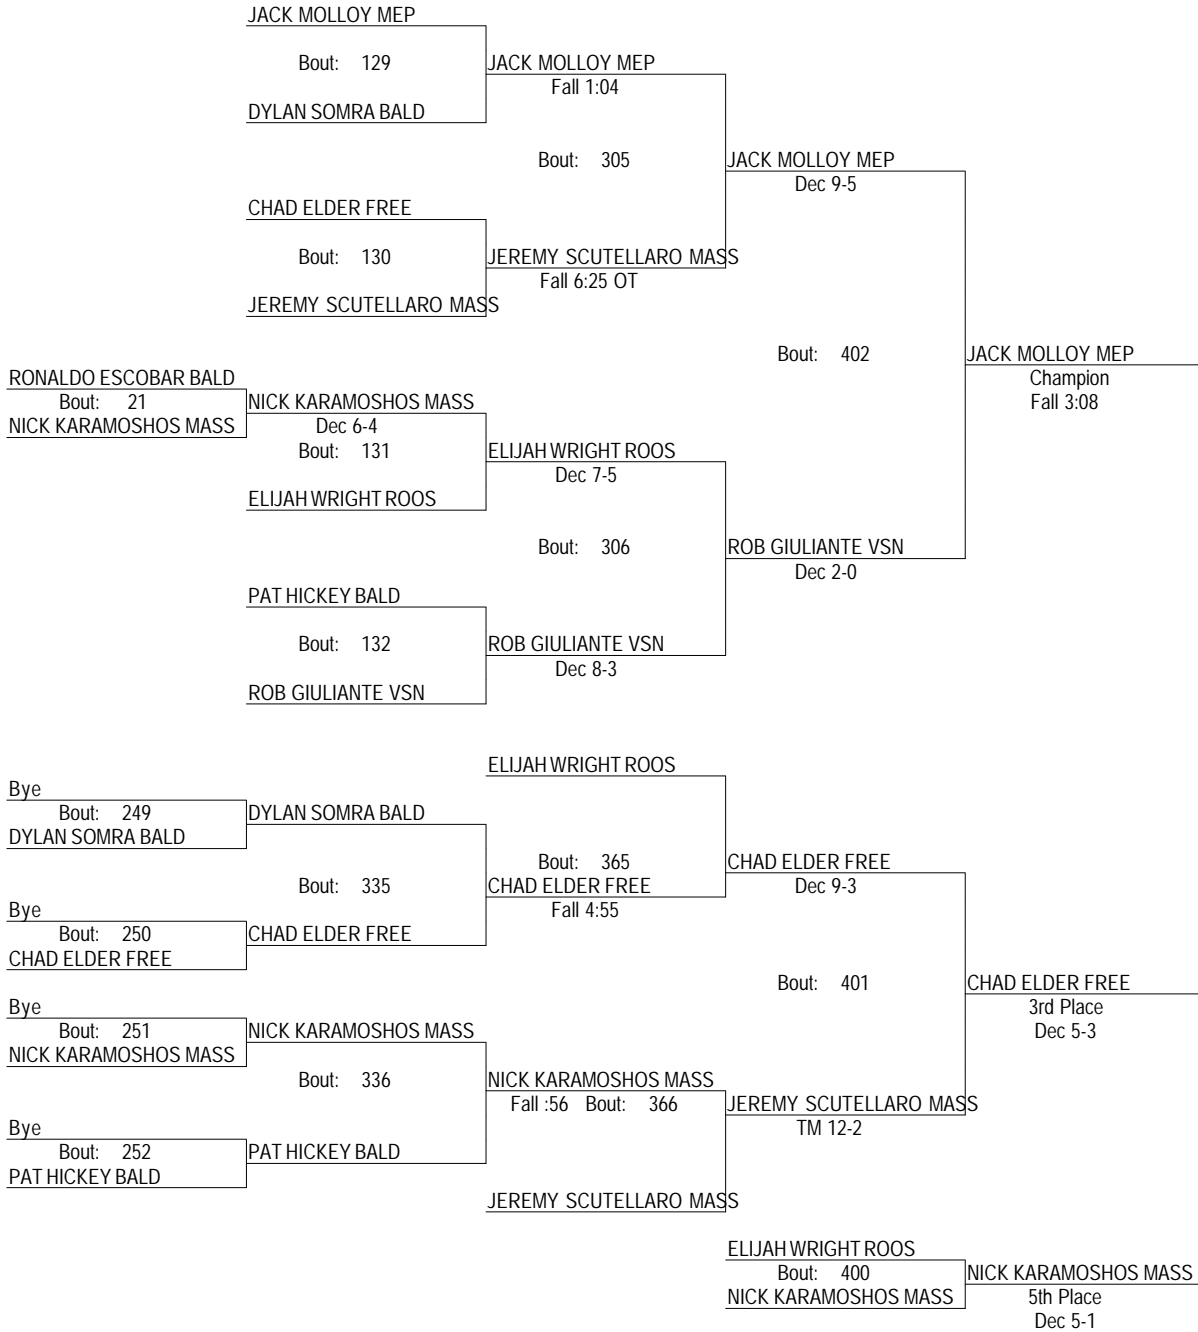 JACK MOLLOY MEP
Bout: 129
JACK MOLLOY MEP
Fall 1:04
DYLAN SOMRA BALD
Bout: 305
JACK MOLLOY MEP
Dec 9-5
CHAD ELDER FREE
Bout: 130
JEREMY SCUTELLARO MASS
Fall 6:25 OT
JEREMY SCUTELLARO MASS
Bout: 402
JACK MOLLOY MEP
Champion
Fall 3:08
RONALDO ESCOBAR BALD
Bout: 21
NICK KARAMOSHOS MASS
NICK KARAMOSHOS MASS
Dec 6-4
Bout: 131
ELIJAH WRIGHT ROOS
Dec 7-5
ELIJAH WRIGHT ROOS
Bout: 306
ROB GIULIANTE VSN
Dec 2-0
PAT HICKEY BALD
Bout: 132
ROB GIULIANTE VSN
Dec 8-3
ROB GIULIANTE VSN
ELIJAH WRIGHT ROOS
Bye
Bout: 249
DYLAN SOMRA BALD
DYLAN SOMRA BALD
Bout: 365
CHAD ELDER FREE
Dec 9-3
Bout: 335
CHAD ELDER FREE
Fall 4:55
Bye
Bout: 250
CHAD ELDER FREE
CHAD ELDER FREE
Bout: 401
CHAD ELDER FREE
3rd Place
Dec 5-3
Bye
Bout: 251
NICK KARAMOSHOS MASS
NICK KARAMOSHOS MASS
Bout: 336
NICK KARAMOSHOS MASS
Fall :56 Bout: 366
JEREMY SCUTELLARO MASS
TM 12-2
Bye
Bout: 252
PAT HICKEY BALD
PAT HICKEY BALD
JEREMY SCUTELLARO MASS
ELIJAH WRIGHT ROOS
Bout: 400
NICK KARAMOSHOS MASS
NICK KARAMOSHOS MASS
5th Place
Dec 5-1